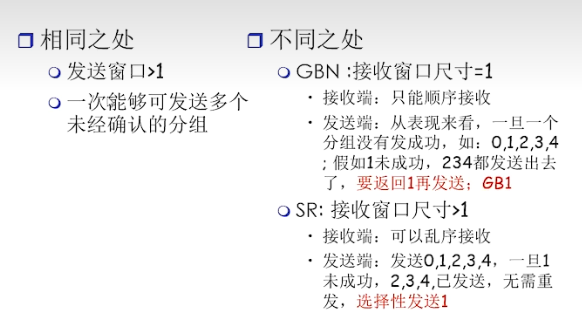 相同之处
发送窗口>1
一次能够可发送多个
未经确认的分组
不同之处
GBN :接收窗口尺寸=1
接收端：只能顺序接收
发送端：从表现来看，一旦一个
分组没有发成功，如：0,1,2,3,4
; 假如1未成功，234都发送出去
了，要返回1再发送；GB1
SR: 接收窗口尺寸>1
接收端：可以乱序接收
发送端：发送0,1,2,3,4，一旦1
未成功，2,3,4,已发送，无需重
发，选择性发送1